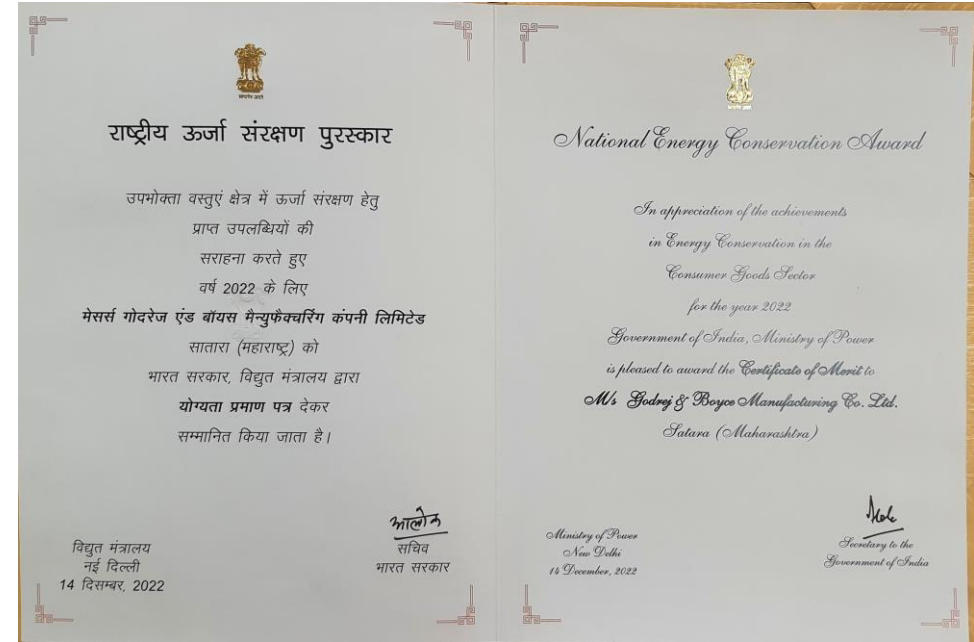 सत्यमेव जयते
राष्ट्रीय ऊर्जा संरक्षण पुरस्कार
उपभोक्ता वस्तुएं क्षेत्र में ऊर्जा संरक्षण हेतु
प्राप्त उपलब्धियों की
सराहना करते हुए
वर्ष 2022 के लिए
मेसर्स गोदरेज एंड बॉयस मैन्युफैक्चरिंग कंपनी लिमिटेड
सातारा (महाराष्ट्र) को
भारत सरकार, विद्युत मंत्रालय द्वारा
योग्यता प्रमाण पत्र देकर
सम्मानित किया जाता है।
आलोक
सचिव
भारत सरकार
विद्युत मंत्रालय
नई दिल्ली
14 दिसम्बर, 2022
National Energy Conservation Award
In appreciation of the achievements
in Energy Conservation in the
Consumer Goods Sector
for the year 2022
Government of India, Ministry of Power
is pleased to award the Certificate of Merit to
M/s Godrej & Boyce Manufacturing Co. Ltd.
Satara (Maharashtra)
Ministry of Power
New Delhi
14 December, 2022
Secretary to the
Government of India